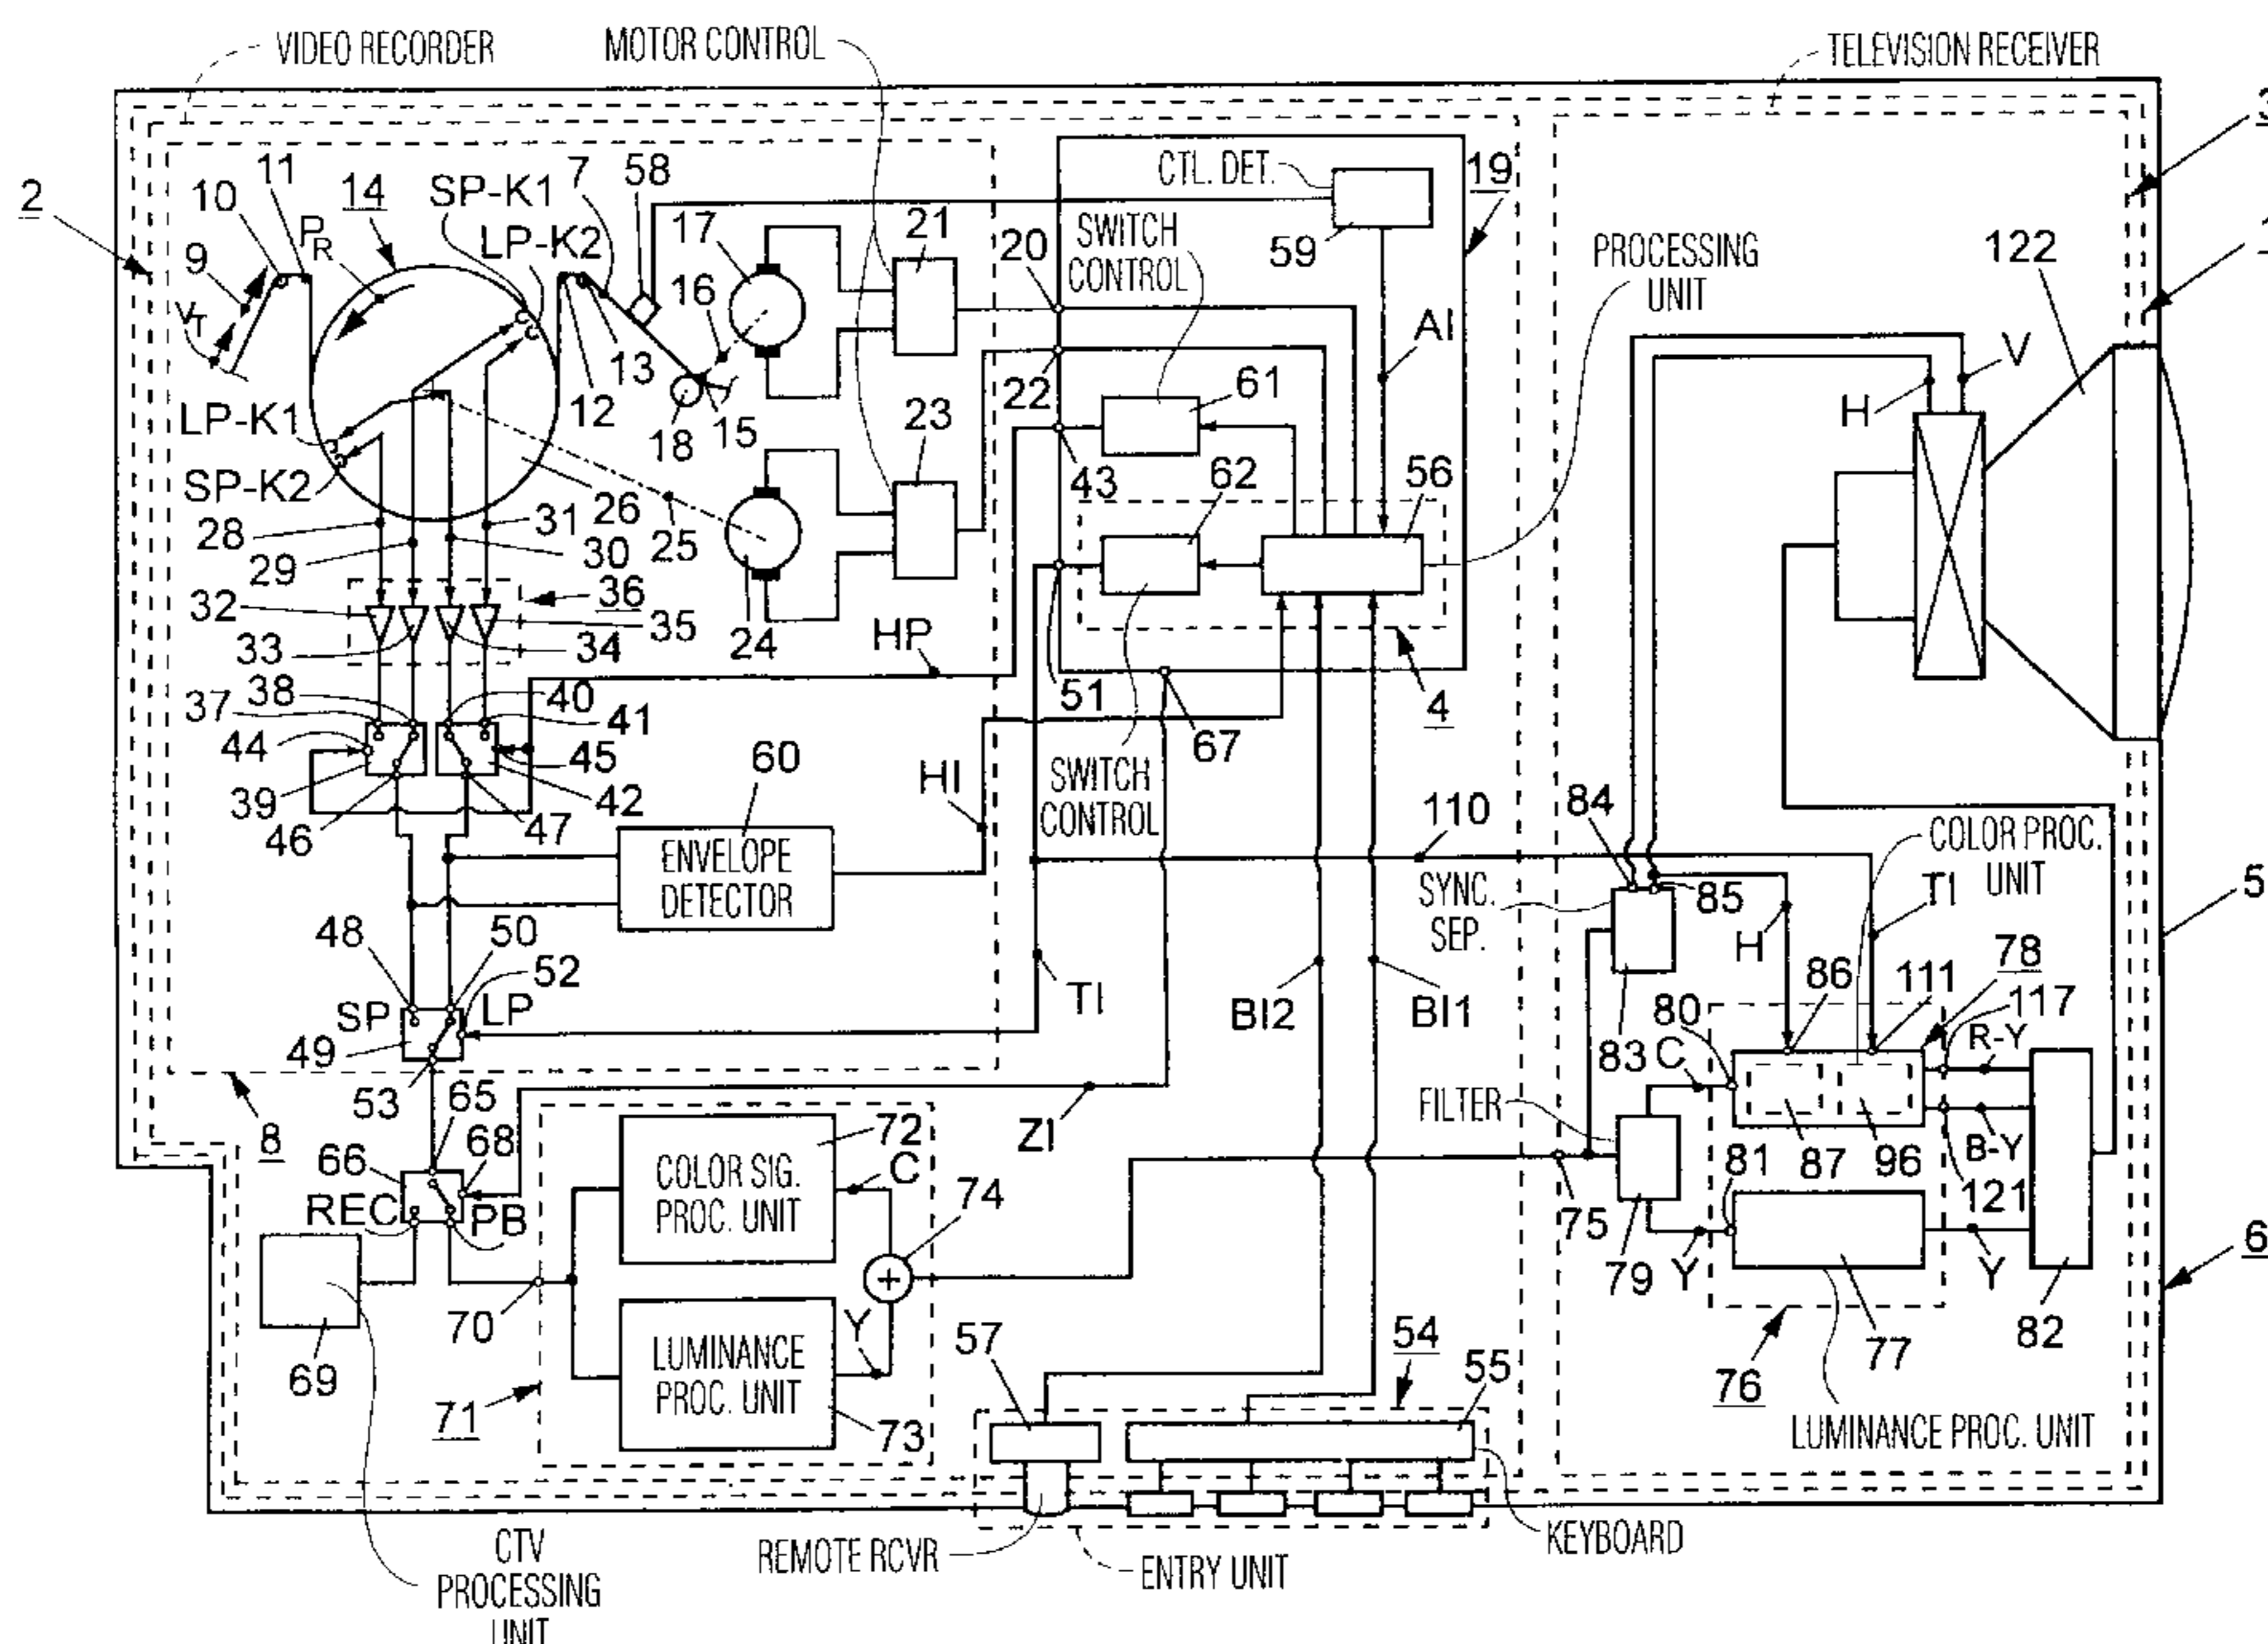 VIDEO RECORDER
MOTOR CONTROL
TELEVISION RECEIVER
3
2
10
11
14
SP-K1
7
58
CTL. DET.
19
9
PR
LP-K2
17
21
20
SWITCH
CONTROL
59
PROCESSING
UNIT
122
1
VT
16
AI
V
H
13
12
22
61
LP-K1
18
15
23
SP-K2
43
62
56
28
26
31
29
30
25
32
36
35
33
34
24
HP
37
38
40
41
51
67
4
44
45
39
42
46
47
60
HI
SWITCH
CONTROL
110
84
COLOR PROC.
UNIT
ENVELOPE
DETECTOR
SYNC.
SEP.
85
TI
5
H
48
50
52
SP
LP
49
TI
BI2
BI1
83
86
111
78
117
80
C
R-Y
53
65
8
FILTER
B-Y
66
68
ZI
72
COLOR SIG.
PROC. UNIT
C
74
81
87
96
121
REC
PB
75
79
Y
Y
6
69
70
LUMINANCE
PROC. UNIT
Y
73
71
57
54
55
76
77
82
LUMINANCE PROC. UNIT
CTV
PROCESSING
UNIT
REMOTE RCVR
ENTRY UNIT
KEYBOARD